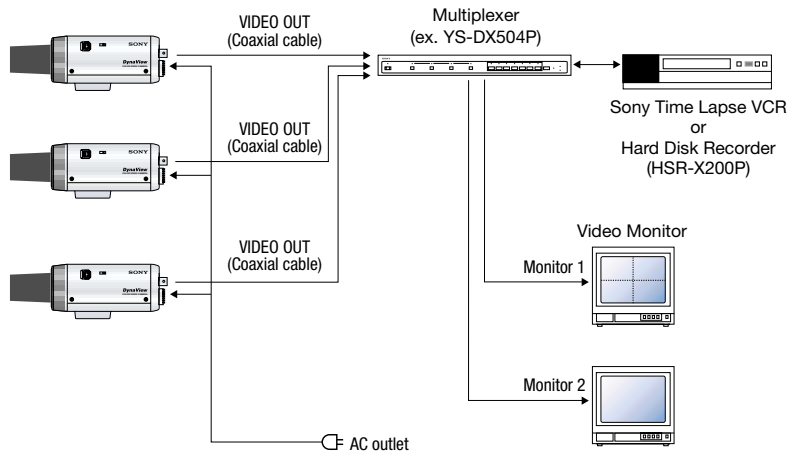 VIDEO OUT
(Coaxial cable)
Multiplexer
(ex. YS-DX504P)
SONY
DynaView
Sony Time Lapse VCR
or
Hard Disk Recorder
(HSR-X200P)
VIDEO OUT
(Coaxial cable)
SONY
DynaView
VIDEO OUT
(Coaxial cable)
SONY
DynaView
Video Monitor
Monitor 1
Monitor 2
AC outlet